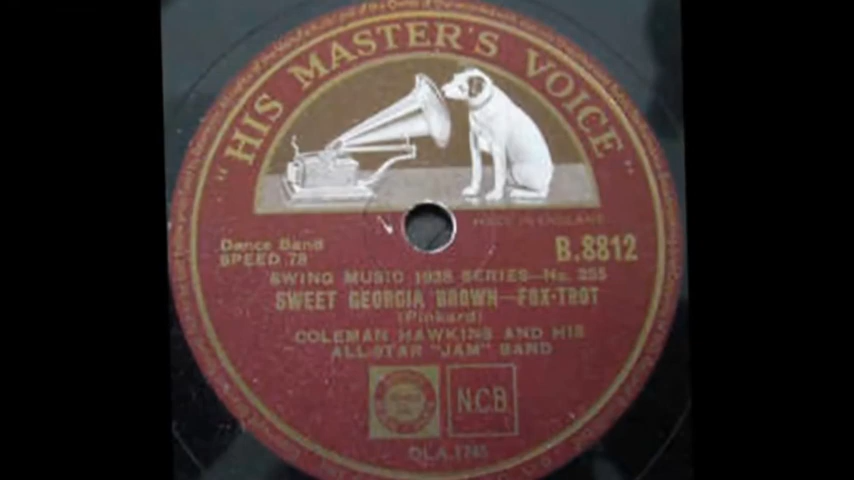 "HIS MASTER'S VOICE"
MADE IN ENGLAND
Dance Band
SPEED 78
B.8812
SWING MUSIC 1938 SERIES—No. 255
SWEET GEORGIA BROWN—FOX-TROT
(Pinkard)
COLEMAN HAWKINS AND HIS
ALL-STAR "JAM" BAND
N.C.B
OLA.1745